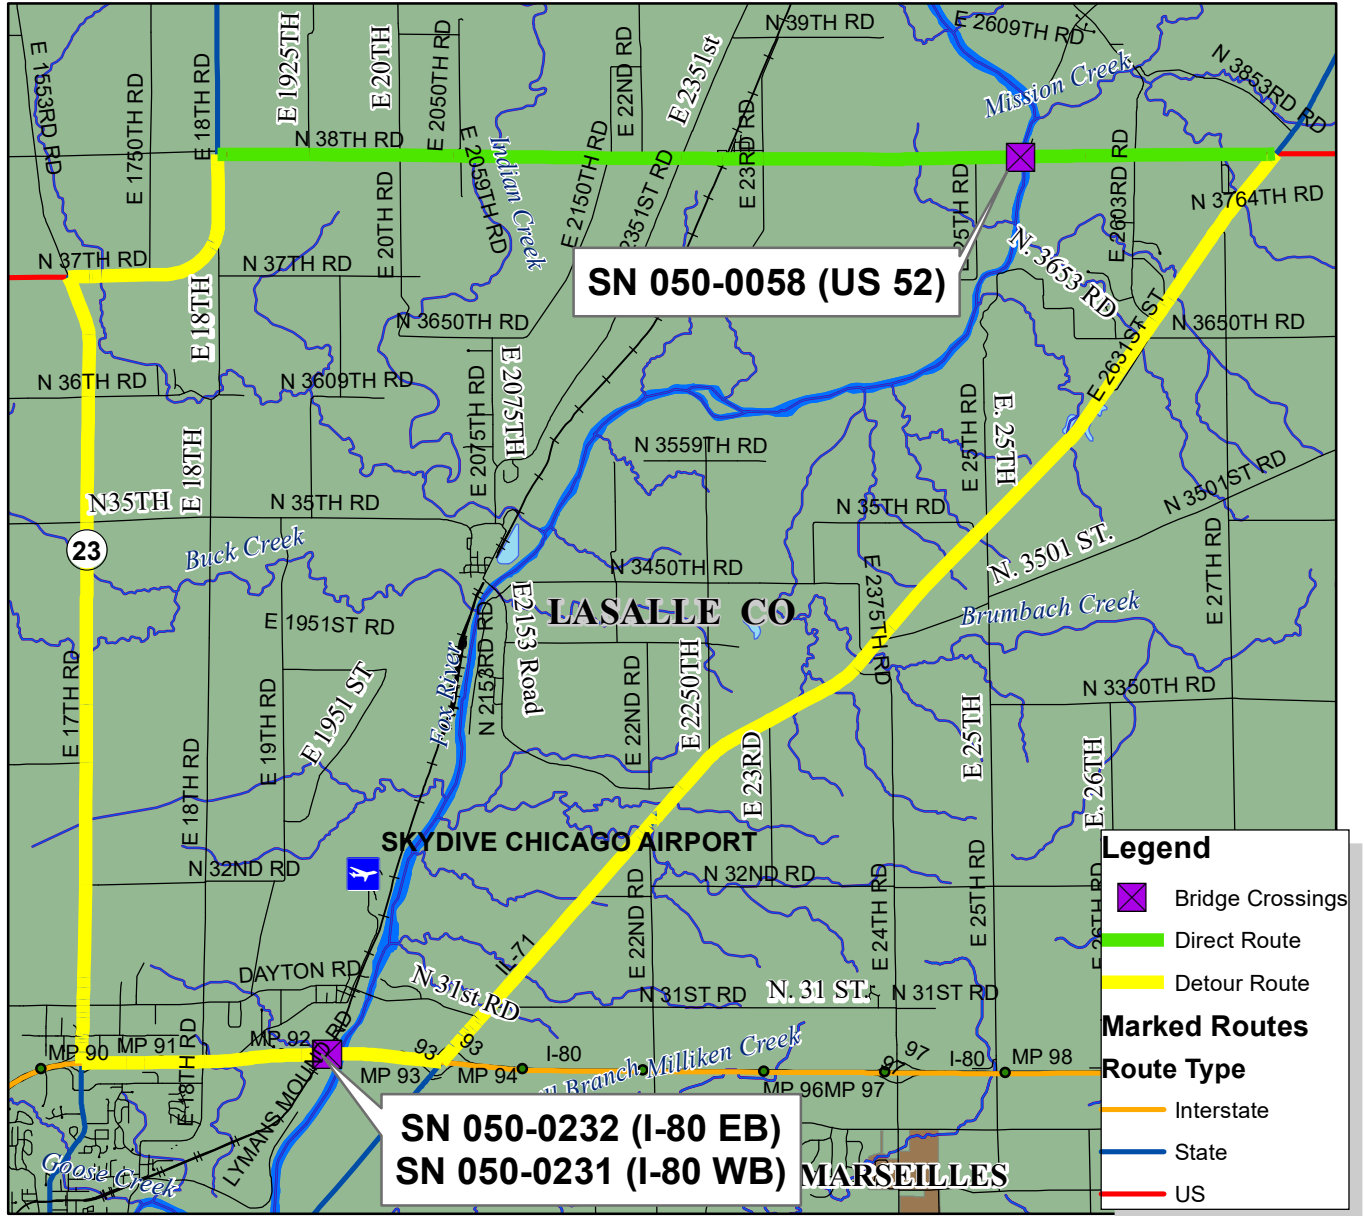 N 39TH RD
E 2609TH RD
E 1553RD RD
E 1750TH RD
E 18TH RD
E 1925TH
E 20TH
E 2050TH RD
E 22ND RD
E 2351st
Mission Creek
N 3853RD RD
N 38TH RD
E 2059TH RD
Indian Creek
E 2150TH RD
E 23RD RD
2351ST RD
E 20TH RD
25TH RD
E 2603RD RD
N 3764TH RD
N 37TH RD
N 37TH RD
N. 3653 RD
SN 050-0058 (US 52)
E 18TH
N 3650TH RD
N 3650TH RD
E 2631ST ST
N 36TH RD
N 3609TH RD
E 2075TH RD
E 2075TH
E 25TH RD
E. 25TH
N 3559TH RD
E 18TH
N35TH
N 35TH RD
N 35TH RD
N 3501ST RD
23
Buck Creek
N 3450TH RD
E 2375TH RD
N. 3501 ST.
E 27TH RD
LASALLE CO
Brumbach Creek
E 1951ST RD
E2153 Road
N 2153RD RD
Fox River
E 17TH RD
E 19TH RD
E 1951 ST
E 22ND RD
E 2250TH
N 3350TH RD
E 25TH
E 23RD
E. 26TH
E 18TH RD
SKYDIVE CHICAGO AIRPORT
N 32ND RD
N 32ND RD
E 22ND RD
E 24TH RD
E 25TH RD
E 26TH RD
IL-71
DAYTON RD
N 31st RD
N 31ST RD
N. 31 ST.
N 31ST RD
MP 90
MP 91
MP 92
93
93
MP 93
MP 94
I-80
Branch Milliken Creek
MP 96
MP 97
97
97
I-80
MP 98
E 18TH RD
LYMANS MOUND RD
SN 050-0232 (I-80 EB)
SN 050-0231 (I-80 WB)
Goose Creek
MARSEILLES
Legend
Bridge Crossings
Direct Route
Detour Route
Marked Routes
Route Type
Interstate
State
US